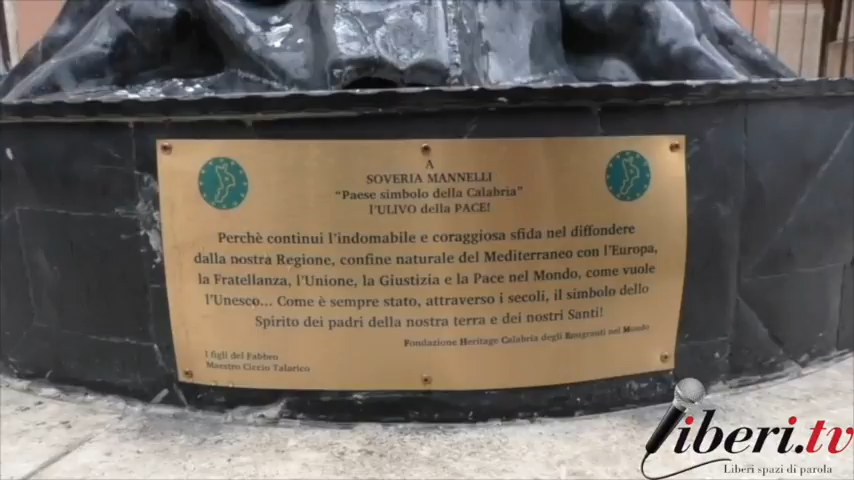 A
SOVERIA MANNELLI
“Paese simbolo della Calabria”
l'ULIVO della PACE!
Perchè continui l'indomabile e coraggiosa sfida nel diffondere
dalla nostra Regione, confine naturale del Mediterraneo con l'Europa,
la Fratellanza, l'Unione, la Giustizia e la Pace nel Mondo, come vuole
l'Unesco... Come è sempre stato, attraverso i secoli, il simbolo dello
Spirito dei padri della nostra terra e dei nostri Santi!
Fondazione Heritage Calabria degli Emigranti nel Mondo
I figli del Fabbro
Maestro Ciccio Talarico
liberi.tv
Liberi spazi di parola